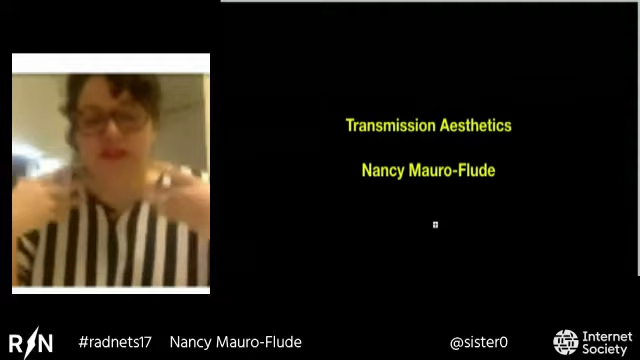 Transmission Aesthetics
Nancy Mauro-Flude
#radnets17 Nancy Mauro-Flude @sister0
Internet
Society